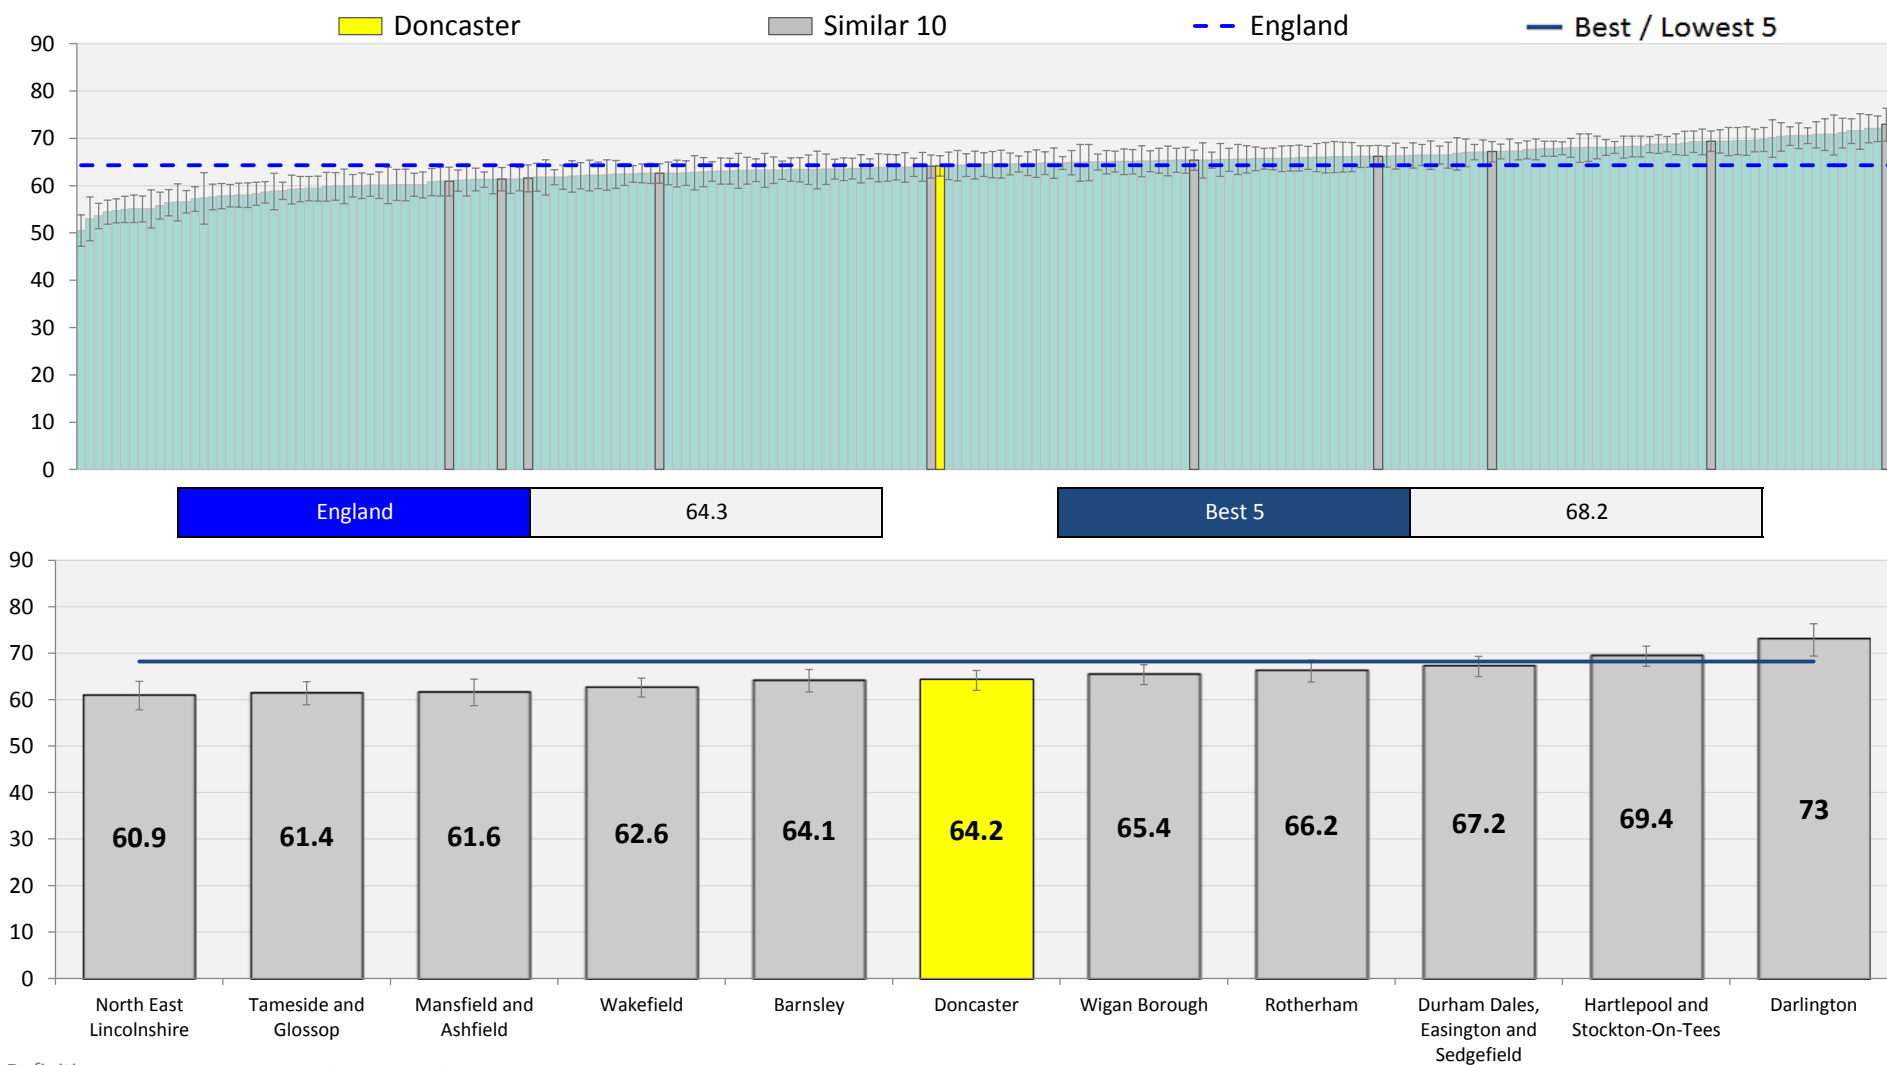 Doncaster Similar 10 England Best / Lowest 5
90
80
70
60
50
40
30
20
10
0
England 64.3 Best 5 68.2
90
80
70
60
50
40
30
20
10
0
60.9 61.4 61.6 62.6 64.1 64.2 65.4 66.2 67.2 69.4 73
North East Lincolnshire
Tameside and Glossop
Mansfield and Ashfield
Wakefield
Barnsley
Doncaster
Wigan Borough
Rotherham
Durham Dales, Easington and Sedgefield
Hartlepool and Stockton-On-Tees
Darlington